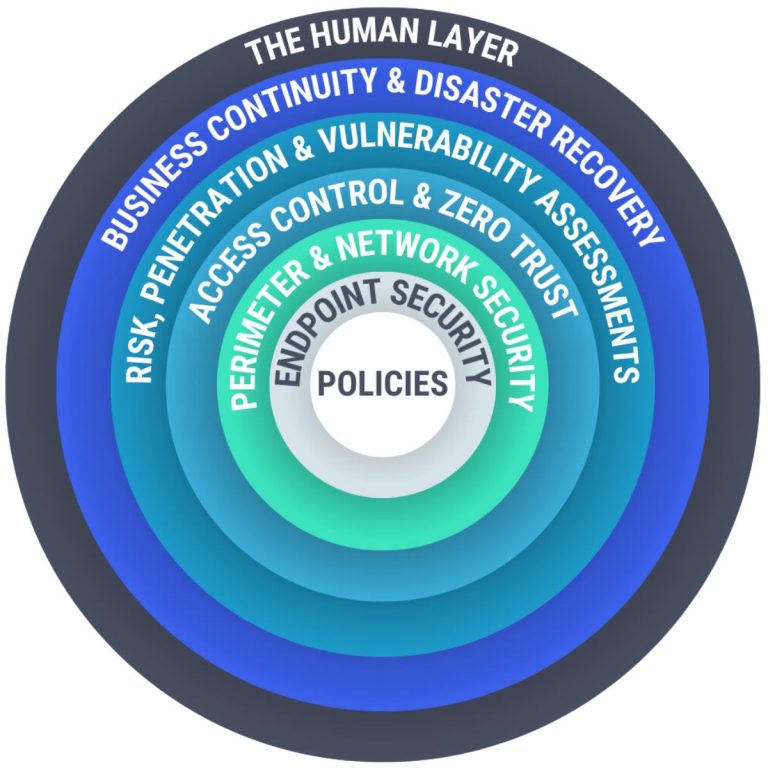 THE HUMAN LAYER
BUSINESS CONTINUITY & DISASTER RECOVERY
RISK, PENETRATION & VULNERABILITY ASSESSMENTS
ACCESS CONTROL & ZERO TRUST
PERIMETER & NETWORK SECURITY
ENDPOINT SECURITY
POLICIES